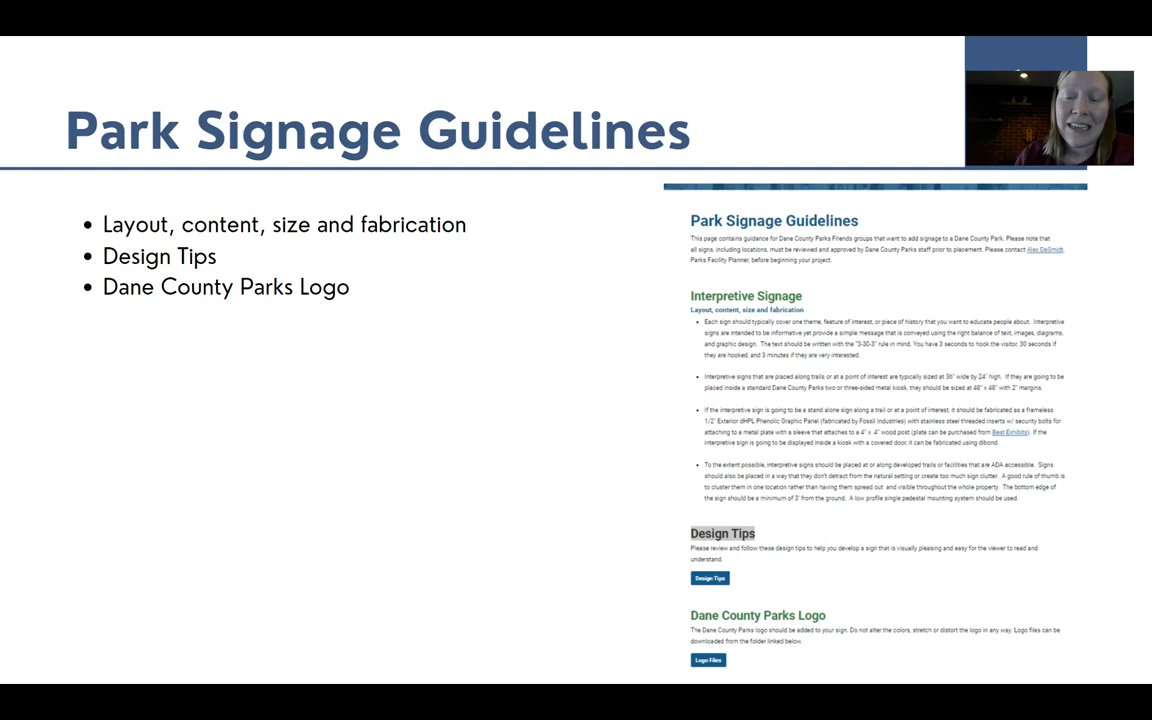 Park Signage Guidelines
• Layout, content, size and fabrication
• Design Tips
• Dane County Parks Logo
Park Signage Guidelines
This page contains guidance for Dane County Parks Friends groups that want to add signage to a Dane County Park. Please note that
all signs, including locations, must be reviewed and approved by Dane County Parks staff prior to placement. Please contact Alex DeSmidt,
Parks Facility Planner, before beginning your project.
Interpretive Signage
Layout, content, size and fabrication
• Each sign should typically cover one theme, feature of interest, or piece of history that you want to educate people about. Interpretive
signs are intended to be informative yet provide a simple message that is conveyed using the right balance of text, images, diagrams,
and graphic design. The text should be written with the "3-30-3" rule in mind. You have 3 seconds to hook the visitor, 30 seconds if
they are hooked, and 3 minutes if they are very interested.
• Interpretive signs that are placed along trails or at a point of interest are typically sized at 36" wide by 24" high. If they are going to be
placed inside a standard Dane County Parks two or three-sided metal kiosk, they should be sized at 48" x 48" with 2" margins.
• If the interpretive sign is going to be a stand alone sign along a trail or at a point of interest, it should be fabricated as a frameless
1/2" Exterior dHPL Phenolic Graphic Panel (fabricated by Fossil Industries) with stainless steel threaded inserts w/ security bolts for
attaching to a metal plate with a sleeve that attaches to a 4" x 4" wood post (plate can be purchased from Best Exhibits). If the
interpretive sign is going to be displayed inside a kiosk with a covered door, it can be fabricated using dibond.
• To the extent possible, interpretive signs should be placed at or along developed trails or facilities that are ADA accessible. Signs
should also be placed in a way that they don't detract from the natural setting or create too much sign clutter. A good rule of thumb is
to cluster them in one location rather than having them spread out and visible throughout the whole property. The bottom edge of
the sign should be a minimum of 3' from the ground. A low profile single pedestal mounting system should be used.
Design Tips
Please review and follow these design tips to help you develop a sign that is visually pleasing and easy for the viewer to read and
understand.
Design Tips
Dane County Parks Logo
The Dane County Parks logo should be added to your sign. Do not alter the colors, stretch or distort the logo in any way. Logo files can be
downloaded from the folder linked below.
Logo Files